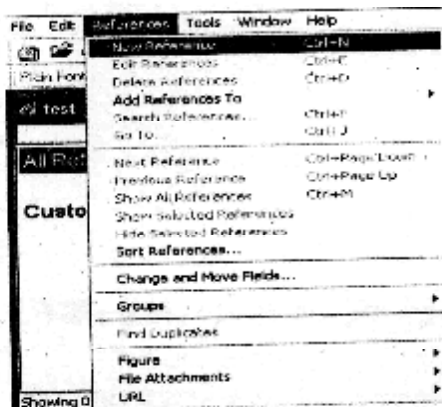 File Edit References Tools Window Help
New Reference Ctrl+N
Edit References Ctrl+E
Delete References Ctrl+D
Plain Font
Add References To
test
Search References... Ctrl+F
Go To... Ctrl+J
All Ref
Next Reference Ctrl+Page Down
Previous Reference Ctrl+Page Up
Show All References Ctrl+M
Custo
Show Selected References
Hide Selected References
Sort References...
Change and Move Fields...
Groups
Find Duplicates
Figure
File Attachments
URL
Showing 0